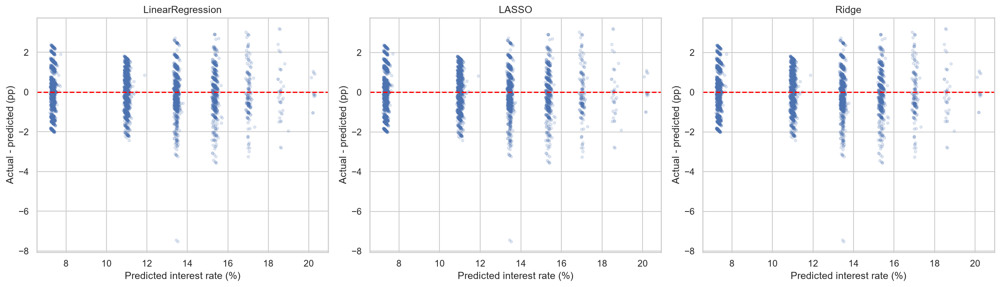 LinearRegression
Actual - predicted (pp)
2
0
−2
−4
−6
−8
8 10 12 14 16 18 20
Predicted interest rate (%)
LASSO
Actual - predicted (pp)
2
0
−2
−4
−6
−8
8 10 12 14 16 18 20
Predicted interest rate (%)
Ridge
Actual - predicted (pp)
2
0
−2
−4
−6
−8
8 10 12 14 16 18 20
Predicted interest rate (%)